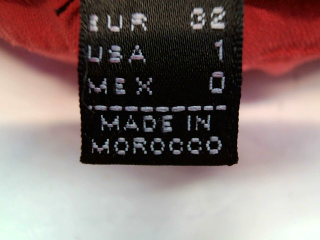 EUR 32
USA 1
MEX 0
MADE IN
MOROCCO